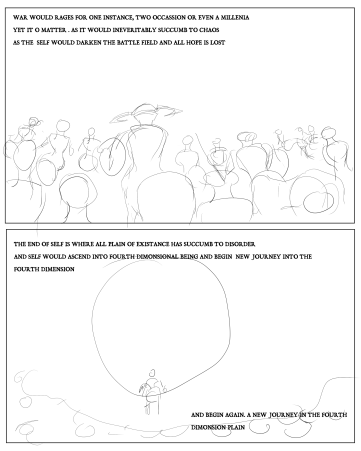 WAR WOULD RAGES FOR ONE INSTANCE, TWO OCCASSION OR EVEN A MILLENIA
YET IT O MATTER . AS IT WOULD INEVERITABLY SUCCUMB TO CHAOS
AS THE SELF WOULD DARKEN THE BATTLE FIELD AND ALL HOPE IS LOST
THE END OF SELF IS WHERE ALL PLAIN OF EXISTANCE HAS SUCCUMB TO DISORDER
AND SELF WOULD ASCEND INTO FOURTH DIMONSIONAL BEING AND BEGIN NEW JOURNEY INTO THE
FOURTH DIMENSION
AND BEGIN AGAIN. A NEW JOURNEY IN THE FOURTH
DIMONSION PLAIN